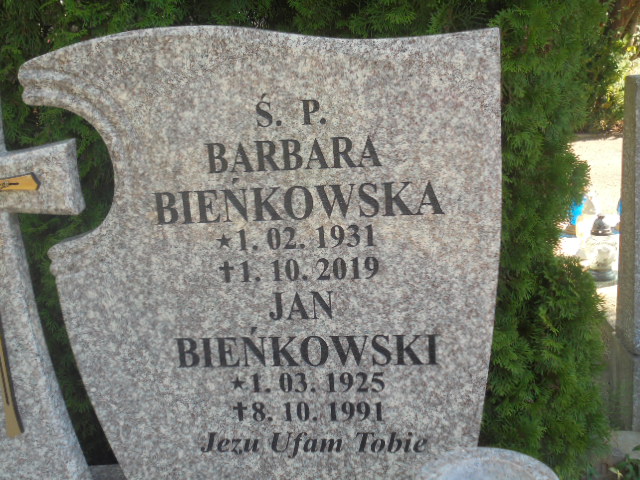 Ś. P.
BARBARA
BIEŃKOWSKA
★1. 02. 1931
✝1. 10. 2019
JAN
BIEŃKOWSKI
★1. 03. 1925
✝8. 10. 1991
Jezu Ufam Tobie